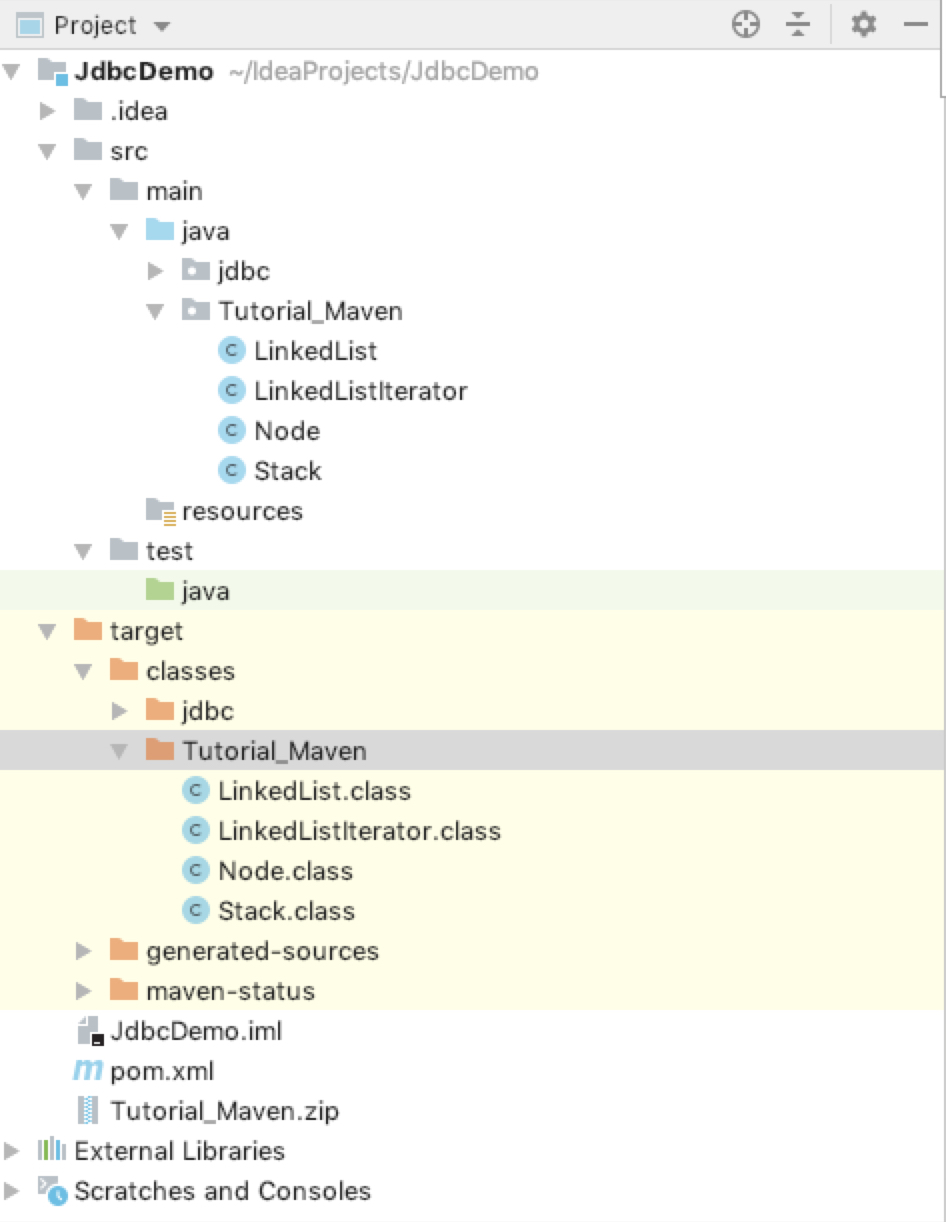 Project
JdbcDemo ~/IdeaProjects/JdbcDemo
.idea
src
main
java
jdbc
Tutorial_Maven
C LinkedList
C LinkedListIterator
C Node
C Stack
resources
test
java
target
classes
jdbc
Tutorial_Maven
C LinkedList.class
C LinkedListIterator.class
C Node.class
C Stack.class
generated-sources
maven-status
JdbcDemo.iml
m pom.xml
Tutorial_Maven.zip
External Libraries
Scratches and Consoles